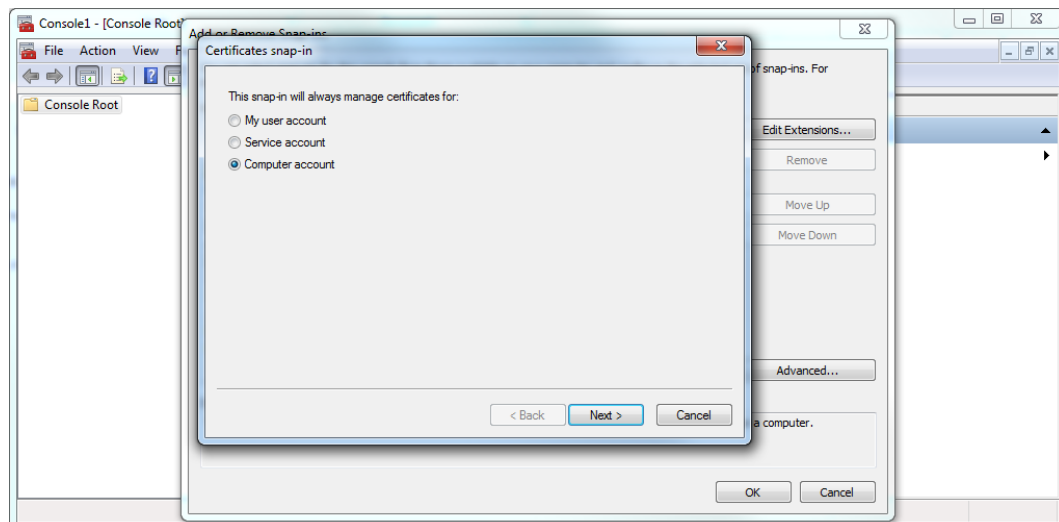 Console1 - [Console Root]
Add or Remove Snap-ins
File Action View
Certificates snap-in
of snap-ins. For
Console Root
This snap-in will always manage certificates for:
My user account
Service account
Computer account
Edit Extensions...
Remove
Move Up
Move Down
Advanced...
< Back Next > Cancel
a computer.
OK Cancel